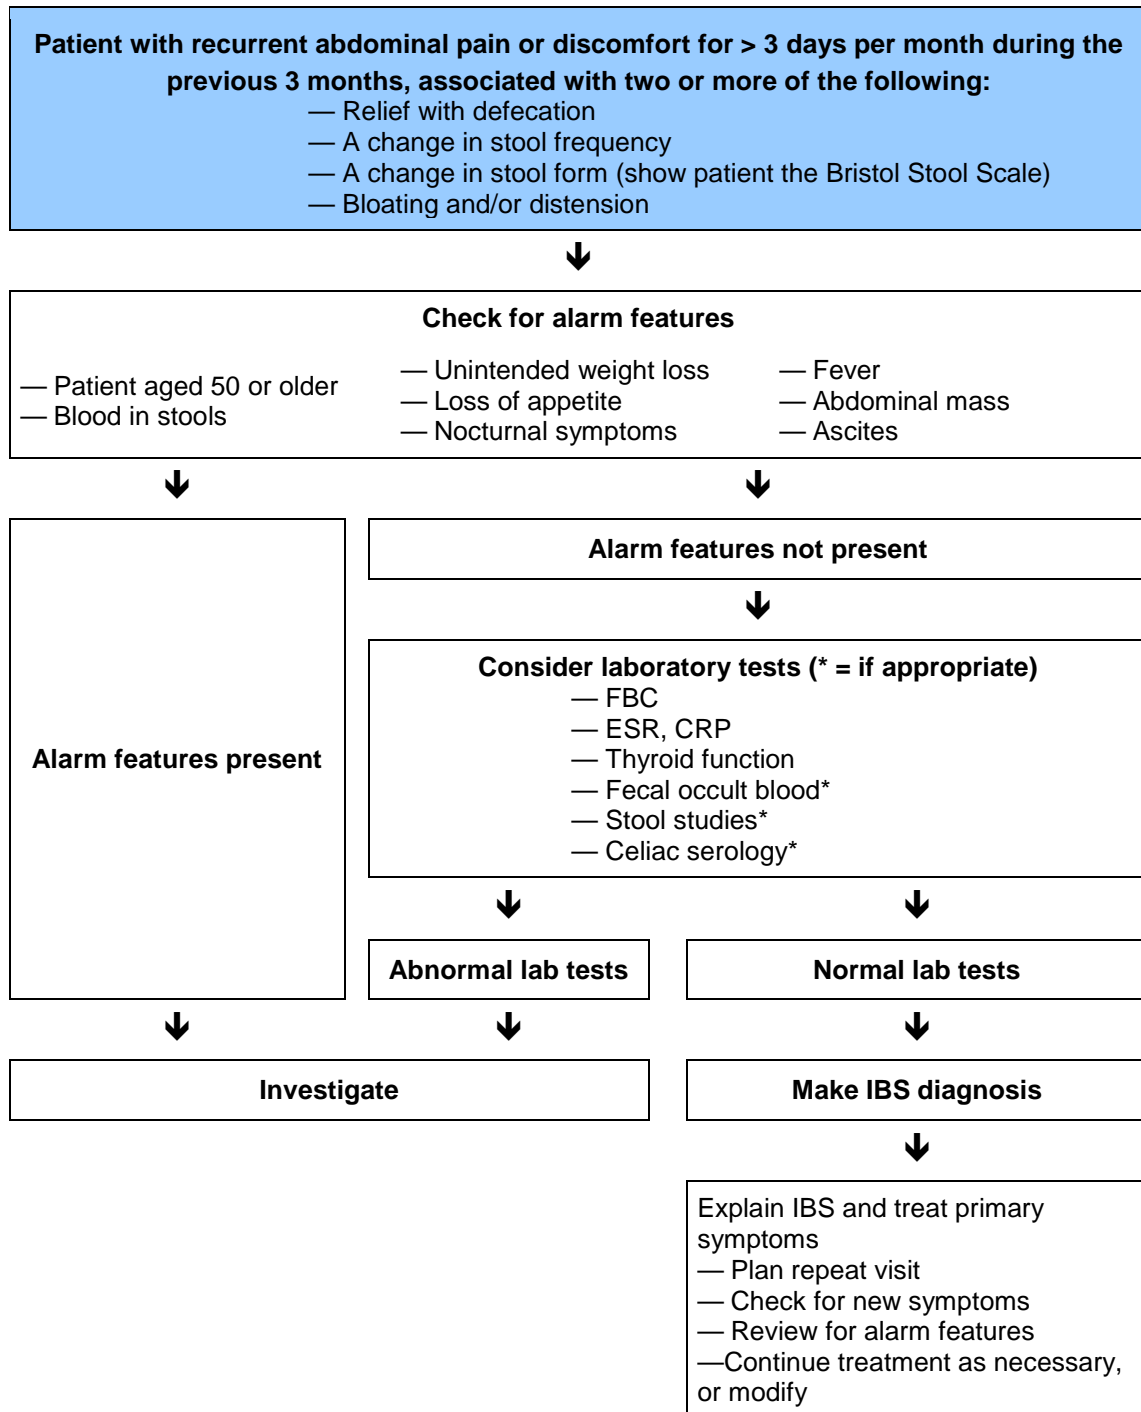 Patient with recurrent abdominal pain or discomfort for > 3 days per month during the
previous 3 months, associated with two or more of the following:
— Relief with defecation
— A change in stool frequency
— A change in stool form (show patient the Bristol Stool Scale)
— Bloating and/or distension
Check for alarm features
— Patient aged 50 or older
— Blood in stools
— Unintended weight loss
— Loss of appetite
— Nocturnal symptoms
— Fever
— Abdominal mass
— Ascites
Alarm features present
Alarm features not present
Consider laboratory tests (* = if appropriate)
— FBC
— ESR, CRP
— Thyroid function
— Fecal occult blood*
— Stool studies*
— Celiac serology*
Abnormal lab tests
Normal lab tests
Investigate
Make IBS diagnosis
Explain IBS and treat primary
symptoms
— Plan repeat visit
— Check for new symptoms
— Review for alarm features
—Continue treatment as necessary,
or modify